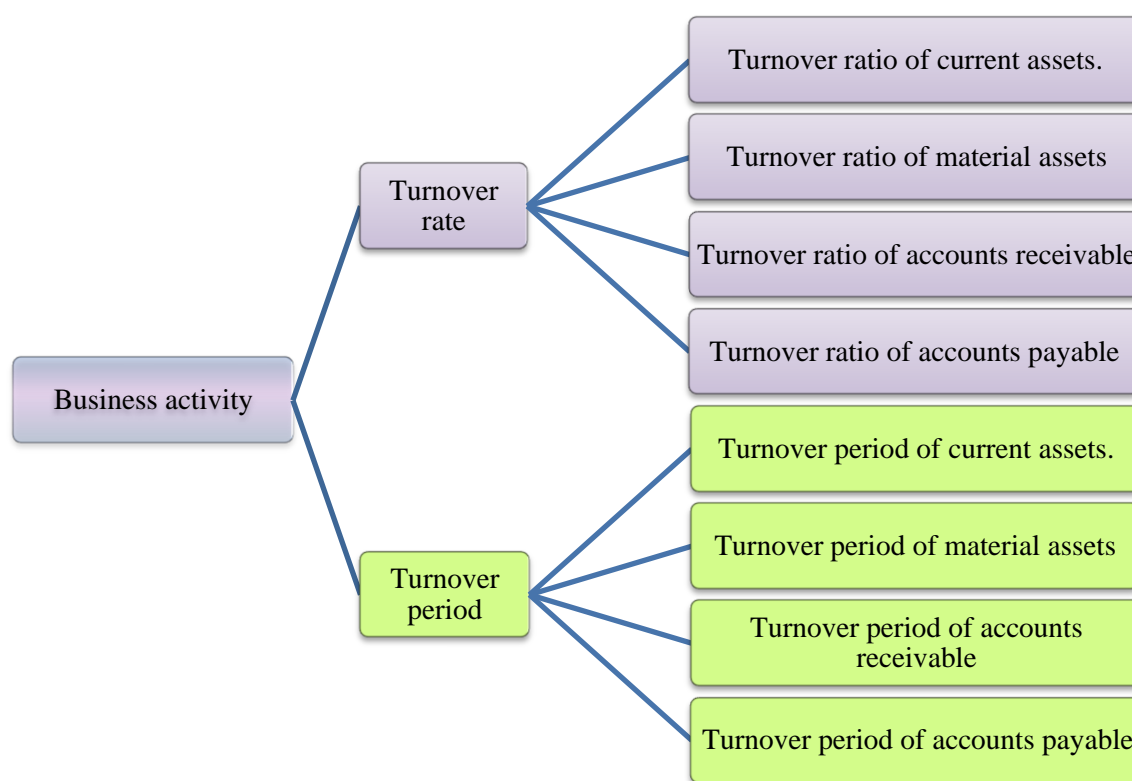 Turnover ratio of current assets.
Turnover ratio of material assets
Turnover
rate
Turnover ratio of accounts receivable
Turnover ratio of accounts payable
Business activity
Turnover period of current assets.
Turnover period of material assets
Turnover
period
Turnover period of accounts
receivable
Turnover period of accounts payable